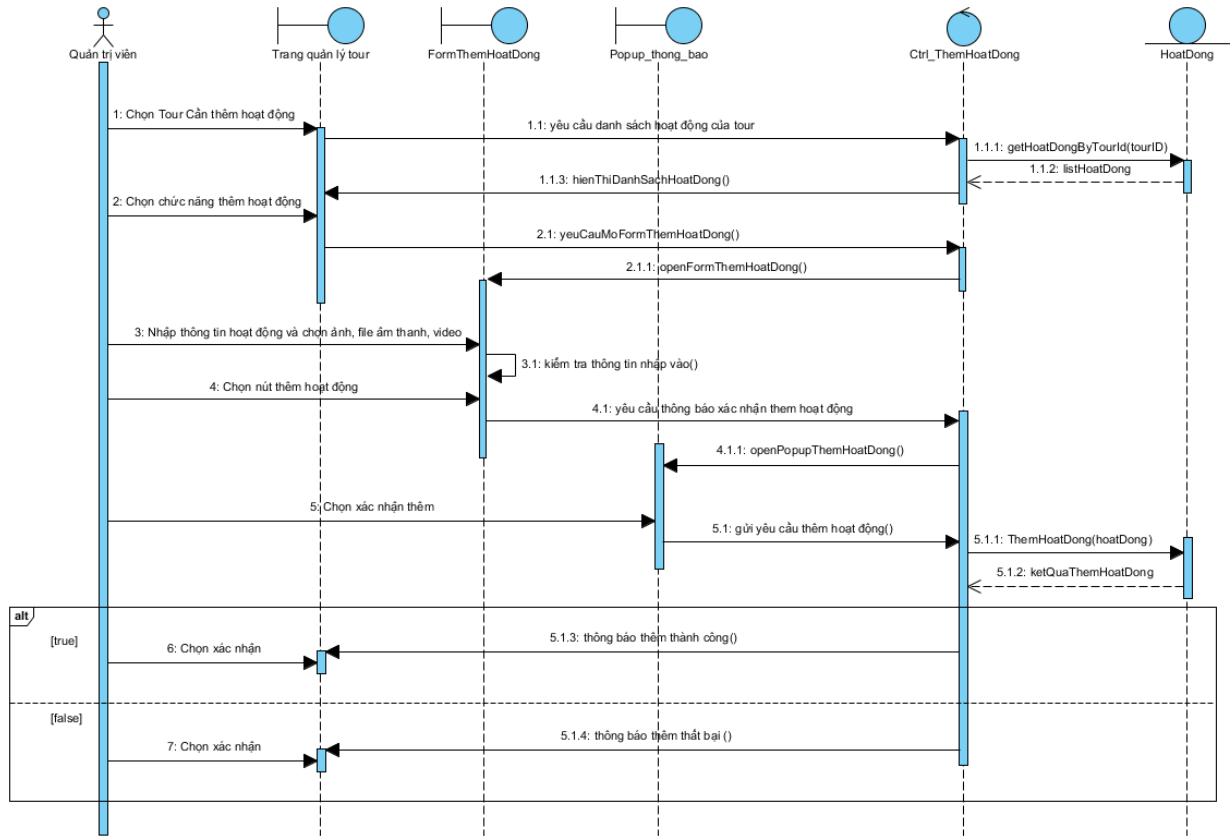 Quản trị viên
Trang quản lý tour
FormThemHoatDong
Popup_thong_bao
Ctrl_ThemHoatDong
HoatDong
1: Chọn Tour Cần thêm hoạt động
1.1: yêu cầu danh sách hoạt động của tour
1.1.1: getHoatDongByTourId(tourID)
1.1.2: listHoatDong
1.1.3: hienThiDanhSachHoatDong()
2: Chọn chức năng thêm hoạt động
2.1: yeuCauMoFormThemHoatDong()
2.1.1: openFormThemHoatDong()
3: Nhập thông tin hoạt động và chọn ảnh, file âm thanh, video
3.1: kiểm tra thông tin nhập vào()
4: Chọn nút thêm hoạt động
4.1: yêu cầu thông báo xác nhận them hoạt động
4.1.1: openPopupThemHoatDong()
5: Chọn xác nhận thêm
5.1: gửi yêu cầu thêm hoạt động()
5.1.1: ThemHoatDong(hoatDong)
5.1.2: ketQuaThemHoatDong
alt
[true]
5.1.3: thông báo thêm thành công()
6: Chọn xác nhận
[false]
5.1.4: thông báo thêm thất bại ()
7: Chọn xác nhận